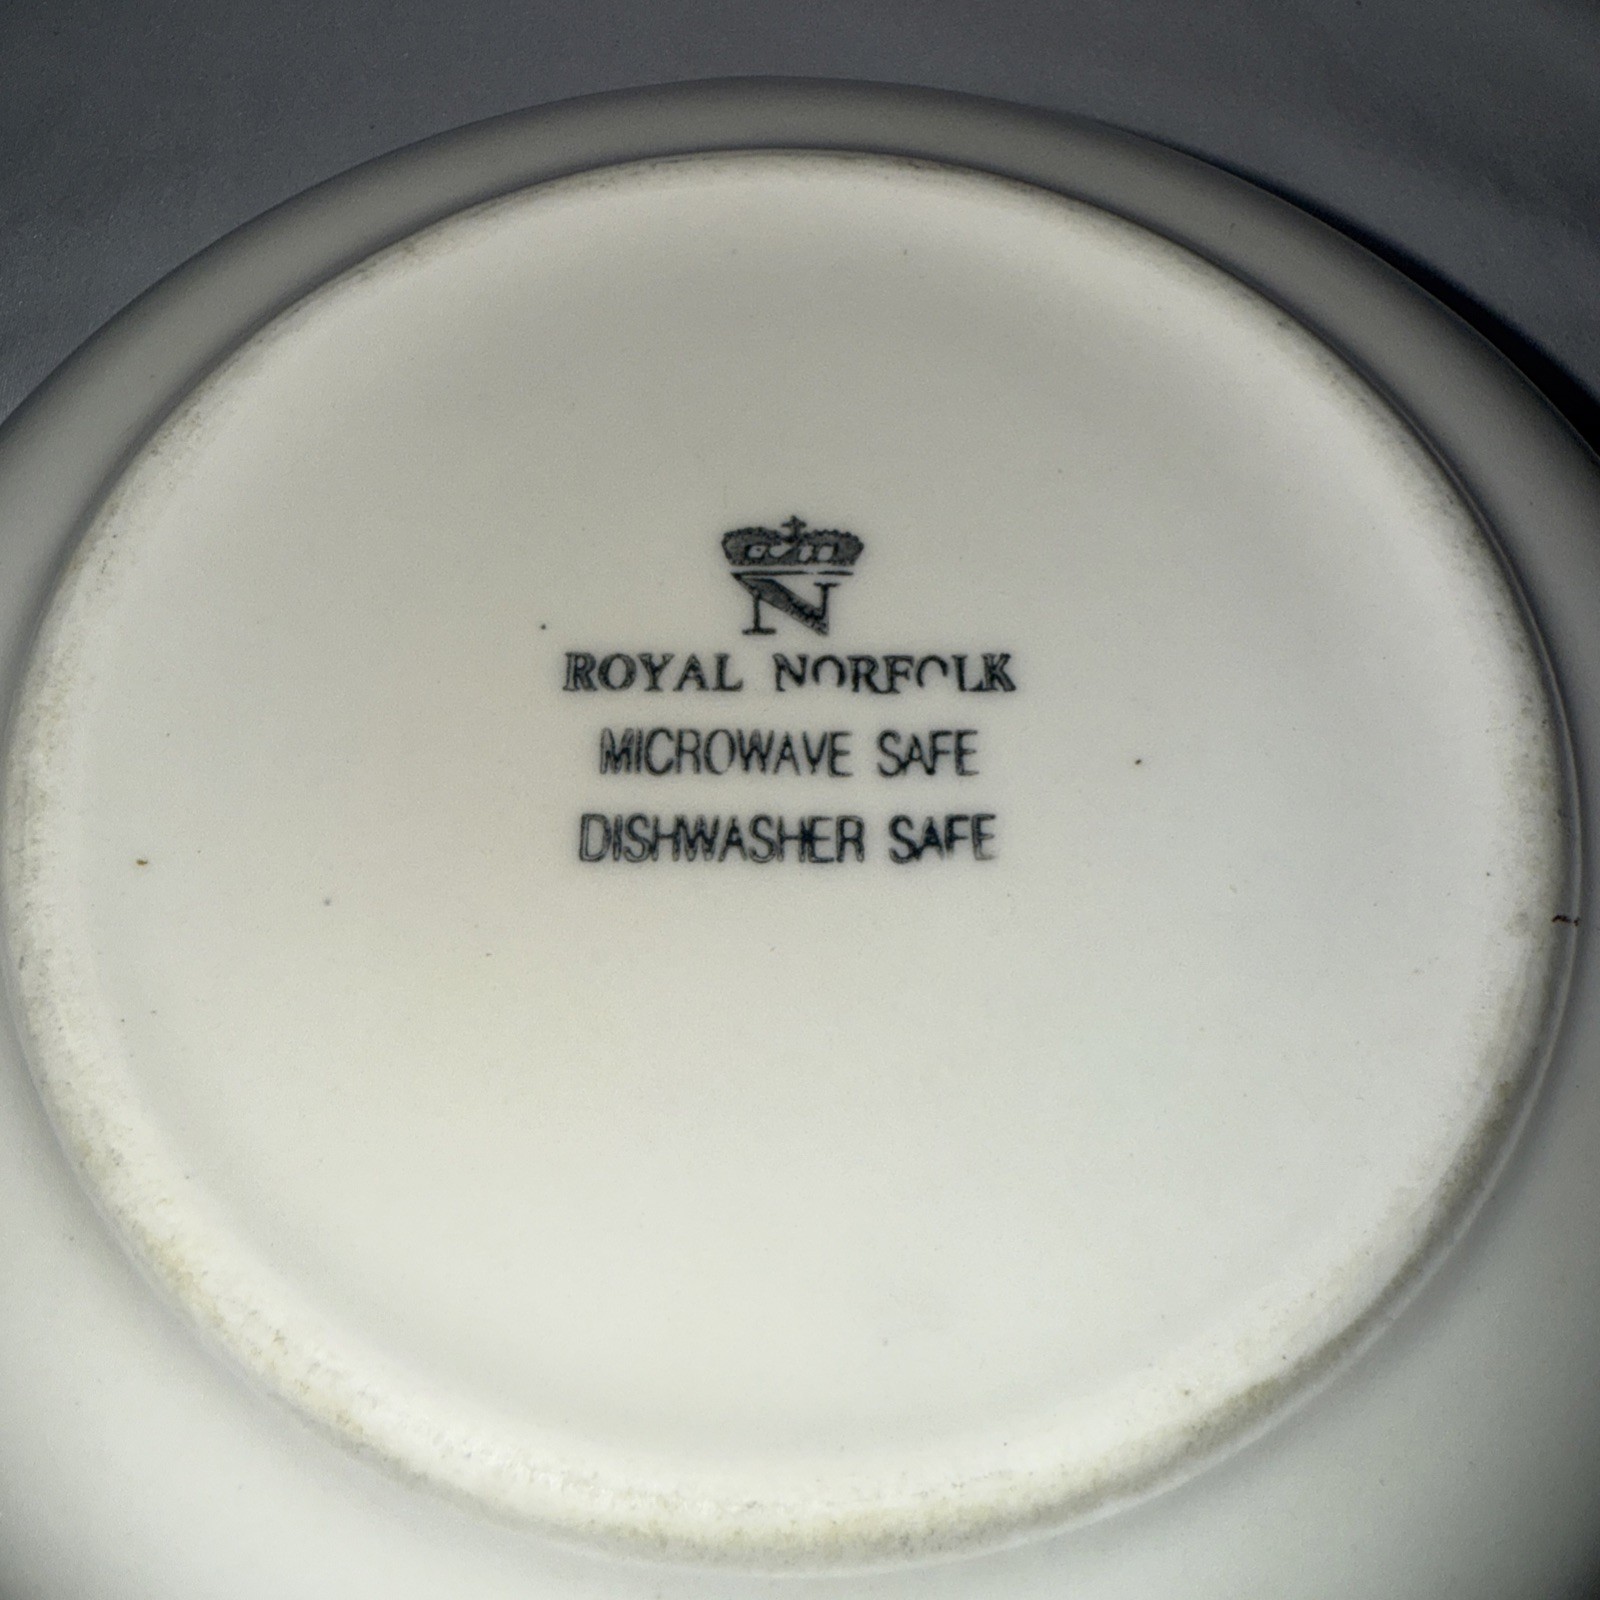 N
ROYAL NORFOLK
MICROWAVE SAFE
DISHWASHER SAFE